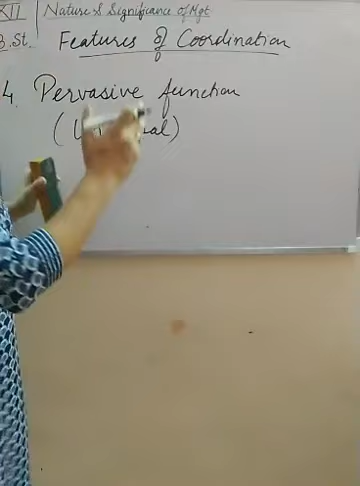 XII Nature & Significance of Mgt
B.St. Features of Coordination
4. Pervasive function